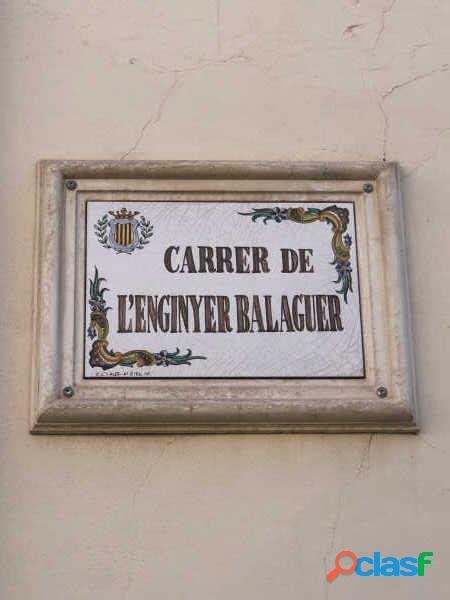 CARRER DE
L'ENGINYER BALAGUER
clasf